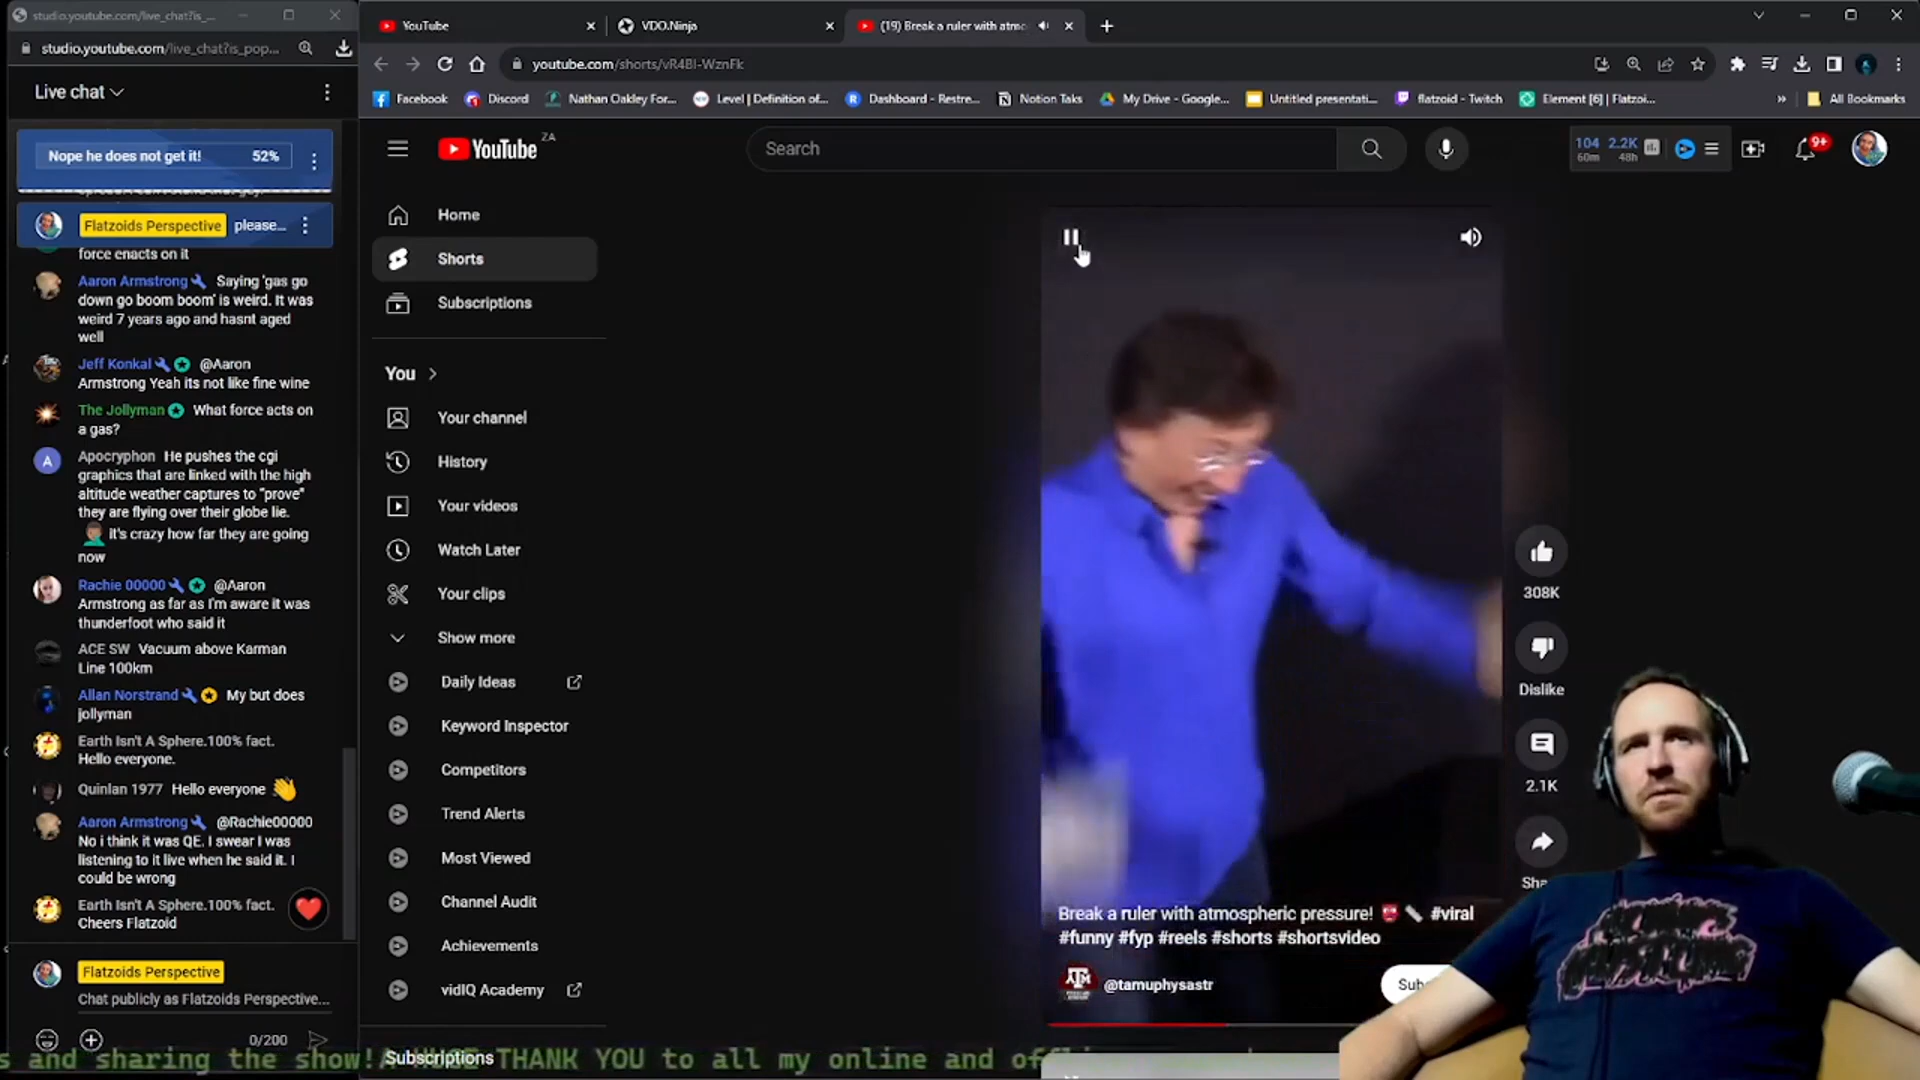 studio.youtube.com/live_chat?is_...
studio.youtube.com/live_chat?is_pop...
Live chat
Nope he does not get it! 52%
Flatzoids Perspective please...
force enacts on it
Aaron Armstrong Saying 'gas go
down go boom boom' is weird. It was
weird 7 years ago and hasnt aged
well
Jeff Konkal @Aaron
Armstrong Yeah its not like fine wine
The Jollyman What force acts on
a gas?
A
Apocryphon He pushes the cgi
graphics that are linked with the high
altitude weather captures to "prove"
they are flying over their globe lie.
It's crazy how far they are going
now
Rachie 00000 @Aaron
Armstrong as far as I'm aware it was
thunderfoot who said it
ACE SW Vacuum above Karman
Line 100km
Allan Norstrand My but does
jollyman
Earth Isn't A Sphere.100% fact.
Hello everyone.
Quinlan 1977 Hello everyone
Aaron Armstrong @Rachie00000
No i think it was QE. I swear I was
listening to it live when he said it. I
could be wrong
Earth Isn't A Sphere.100% fact.
Cheers Flatzoid
Flatzoids Perspective
Chat publicly as Flatzoids Perspective...
0/200
YouTube
VDO.Ninja
(19) Break a ruler with atmo
youtube.com/shorts/vR4BI-WznFk
Facebook
Discord
Nathan Oakley For...
Level | Definition of...
Dashboard - Restre...
Notion Taks
My Drive - Google...
Untitled presentati...
flatzoid - Twitch
Element [6] | Flatzoi...
»
All Bookmarks
YouTube ZA
Search
104 2.2K
60m 48h
9+
Home
Shorts
Subscriptions
You
Your channel
History
Your videos
Watch Later
Your clips
Show more
Daily Ideas
Keyword Inspector
Competitors
Trend Alerts
Most Viewed
Channel Audit
Achievements
vidIQ Academy
Subscriptions
308K
Dislike
2.1K
Sha
Break a ruler with atmospheric pressure! #viral
#funny #fyp #reels #shorts #shortsvideo
ATM
@tamuphysastr
Subs
s and sharing the show! A HUGE THANK YOU to all my online and of